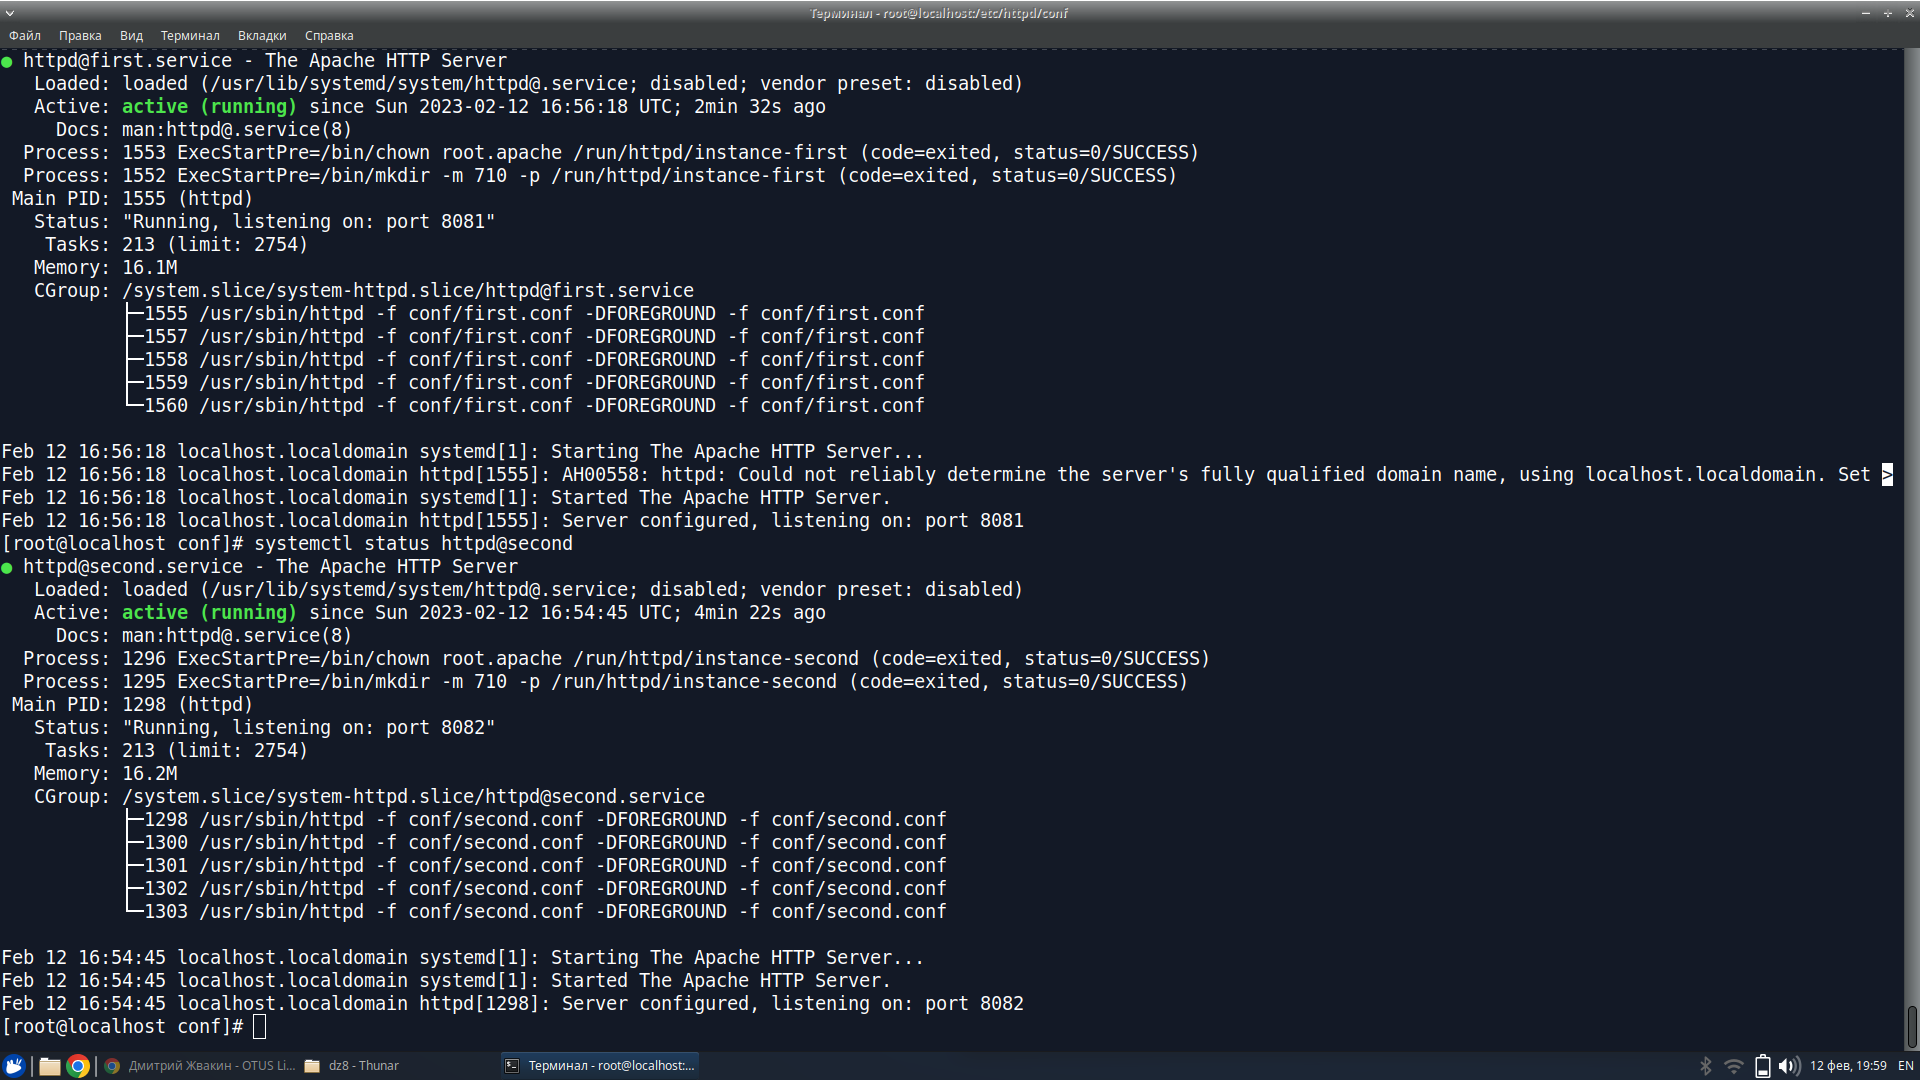 Терминал - root@localhost:/etc/httpd/conf
Файл Правка Вид Терминал Вкладки Справка
● httpd@first.service - The Apache HTTP Server
Loaded: loaded (/usr/lib/systemd/system/httpd@.service; disabled; vendor preset: disabled)
Active: active (running) since Sun 2023-02-12 16:56:18 UTC; 2min 32s ago
Docs: man:httpd@.service(8)
Process: 1553 ExecStartPre=/bin/chown root.apache /run/httpd/instance-first (code=exited, status=0/SUCCESS)
Process: 1552 ExecStartPre=/bin/mkdir -m 710 -p /run/httpd/instance-first (code=exited, status=0/SUCCESS)
Main PID: 1555 (httpd)
Status: "Running, listening on: port 8081"
Tasks: 213 (limit: 2754)
Memory: 16.1M
CGroup: /system.slice/system-httpd.slice/httpd@first.service
├─1555 /usr/sbin/httpd -f conf/first.conf -DFOREGROUND -f conf/first.conf
├─1557 /usr/sbin/httpd -f conf/first.conf -DFOREGROUND -f conf/first.conf
├─1558 /usr/sbin/httpd -f conf/first.conf -DFOREGROUND -f conf/first.conf
├─1559 /usr/sbin/httpd -f conf/first.conf -DFOREGROUND -f conf/first.conf
└─1560 /usr/sbin/httpd -f conf/first.conf -DFOREGROUND -f conf/first.conf
Feb 12 16:56:18 localhost.localdomain systemd[1]: Starting The Apache HTTP Server...
Feb 12 16:56:18 localhost.localdomain httpd[1555]: AH00558: httpd: Could not reliably determine the server's fully qualified domain name, using localhost.localdomain. Set >
Feb 12 16:56:18 localhost.localdomain systemd[1]: Started The Apache HTTP Server.
Feb 12 16:56:18 localhost.localdomain httpd[1555]: Server configured, listening on: port 8081
[root@localhost conf]# systemctl status httpd@second
● httpd@second.service - The Apache HTTP Server
Loaded: loaded (/usr/lib/systemd/system/httpd@.service; disabled; vendor preset: disabled)
Active: active (running) since Sun 2023-02-12 16:54:45 UTC; 4min 22s ago
Docs: man:httpd@.service(8)
Process: 1296 ExecStartPre=/bin/chown root.apache /run/httpd/instance-second (code=exited, status=0/SUCCESS)
Process: 1295 ExecStartPre=/bin/mkdir -m 710 -p /run/httpd/instance-second (code=exited, status=0/SUCCESS)
Main PID: 1298 (httpd)
Status: "Running, listening on: port 8082"
Tasks: 213 (limit: 2754)
Memory: 16.2M
CGroup: /system.slice/system-httpd.slice/httpd@second.service
├─1298 /usr/sbin/httpd -f conf/second.conf -DFOREGROUND -f conf/second.conf
├─1300 /usr/sbin/httpd -f conf/second.conf -DFOREGROUND -f conf/second.conf
├─1301 /usr/sbin/httpd -f conf/second.conf -DFOREGROUND -f conf/second.conf
├─1302 /usr/sbin/httpd -f conf/second.conf -DFOREGROUND -f conf/second.conf
└─1303 /usr/sbin/httpd -f conf/second.conf -DFOREGROUND -f conf/second.conf
Feb 12 16:54:45 localhost.localdomain systemd[1]: Starting The Apache HTTP Server...
Feb 12 16:54:45 localhost.localdomain systemd[1]: Started The Apache HTTP Server.
Feb 12 16:54:45 localhost.localdomain httpd[1298]: Server configured, listening on: port 8082
[root@localhost conf]#
Дмитрий Жвакин - OTUS Li... dz8 - Thunar Терминал - root@localhost:... 12 фев, 19:59 EN